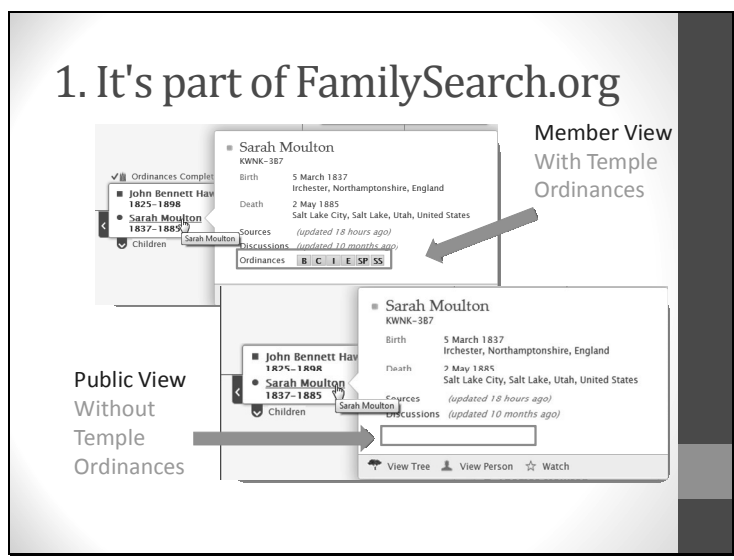 1. It's part of FamilySearch.org
Member View
With Temple
Ordinances
Ordinances Complet
John Bennett Haw
1825–1898
Sarah Moulton
1837–1885
Sarah Moulton
Children
Sarah Moulton
KWNK–3B7
Birth 5 March 1837
Irchester, Northamptonshire, England
Death 2 May 1885
Salt Lake City, Salt Lake, Utah, United States
Sources (updated 18 hours ago)
Discussions (updated 10 months ago)
Ordinances B C I E SP SS
Public View
Without
Temple
Ordinances
John Bennett Haw
1825–1898
Sarah Moulton
1837–1885
Sarah Moulton
Children
Sarah Moulton
KWNK–3B7
Birth 5 March 1837
Irchester, Northamptonshire, England
Death 2 May 1885
Salt Lake City, Salt Lake, Utah, United States
Sources (updated 18 hours ago)
Discussions (updated 10 months ago)
View Tree View Person Watch